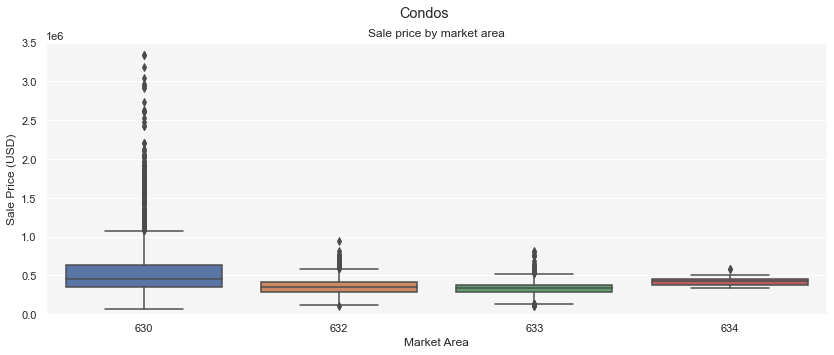 Condos
Sale price by market area
1e6
3.5
3.0
2.5
2.0
1.5
1.0
0.5
0.0
Sale Price (USD)
630 632 633 634
Market Area